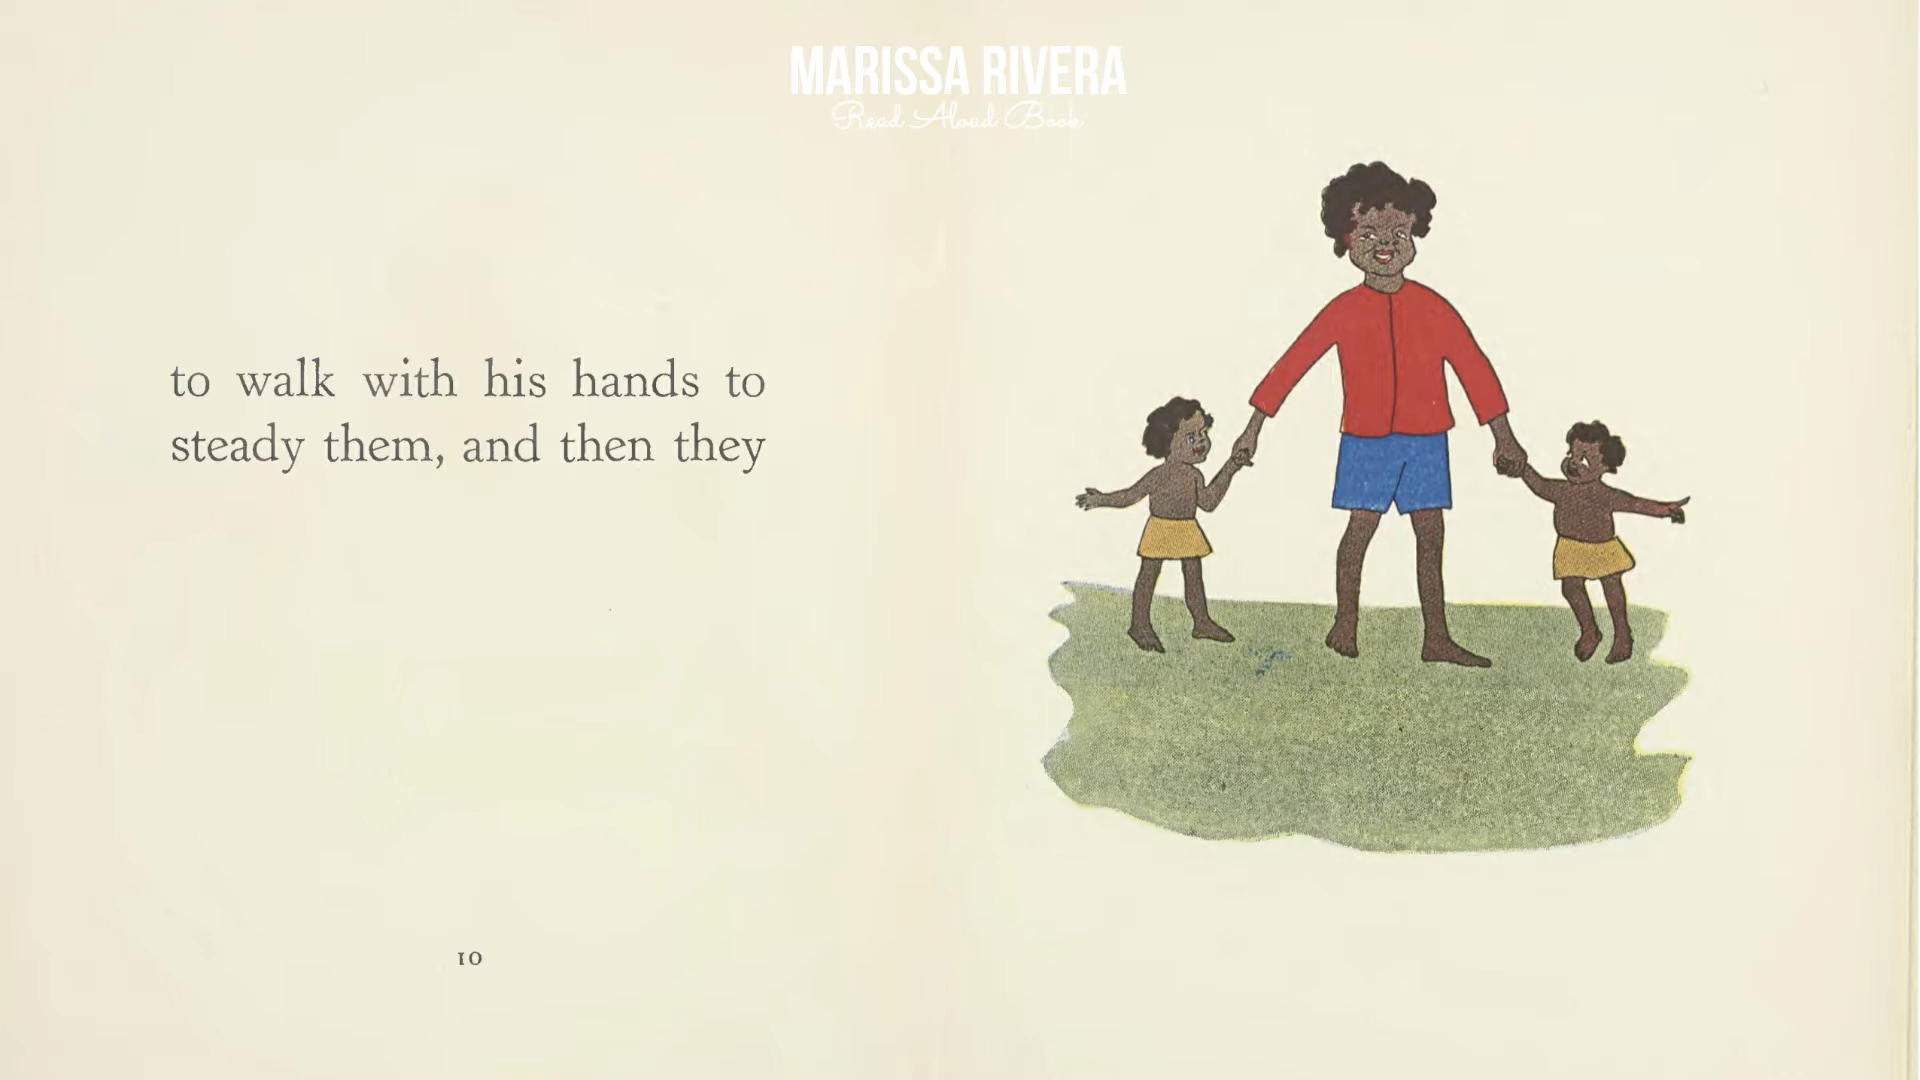 MARISSA RIVERA
Read Aloud Book
to walk with his hands to
steady them, and then they
10